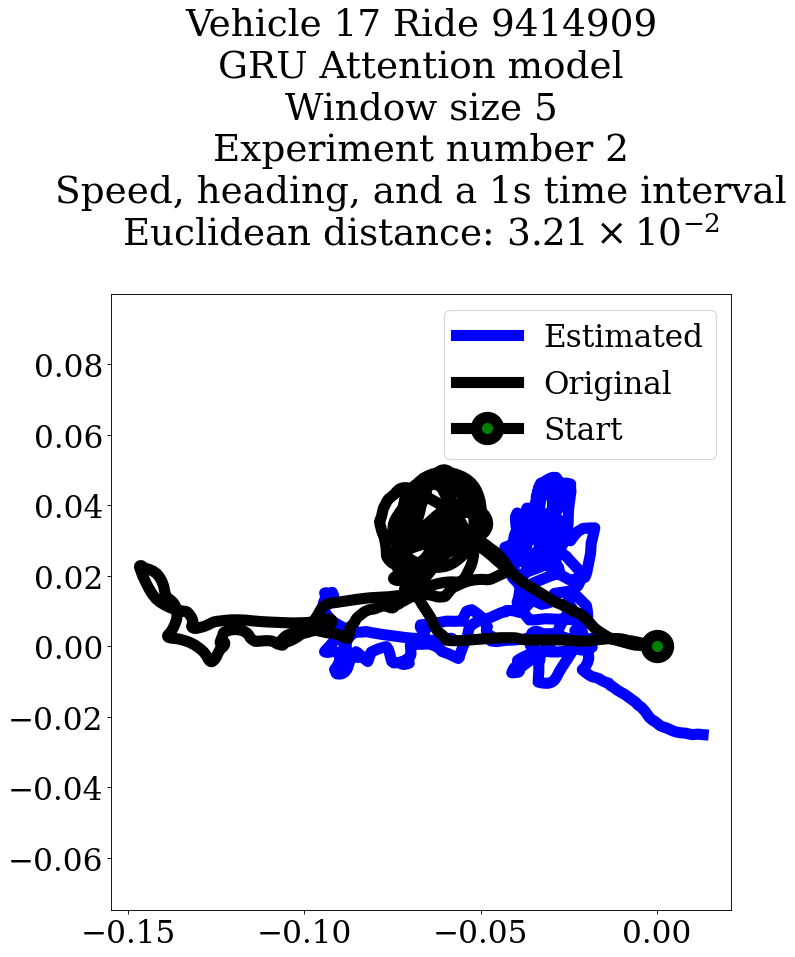 Vehicle 17 Ride 9414909
GRU Attention model
Window size 5
Experiment number 2
Speed, heading, and a 1s time interval
Euclidean distance: 3.21 × 10⁻²
Estimated
Original
Start
0.08
0.06
0.04
0.02
0.00
−0.02
−0.04
−0.06
−0.15
−0.10
−0.05
0.00